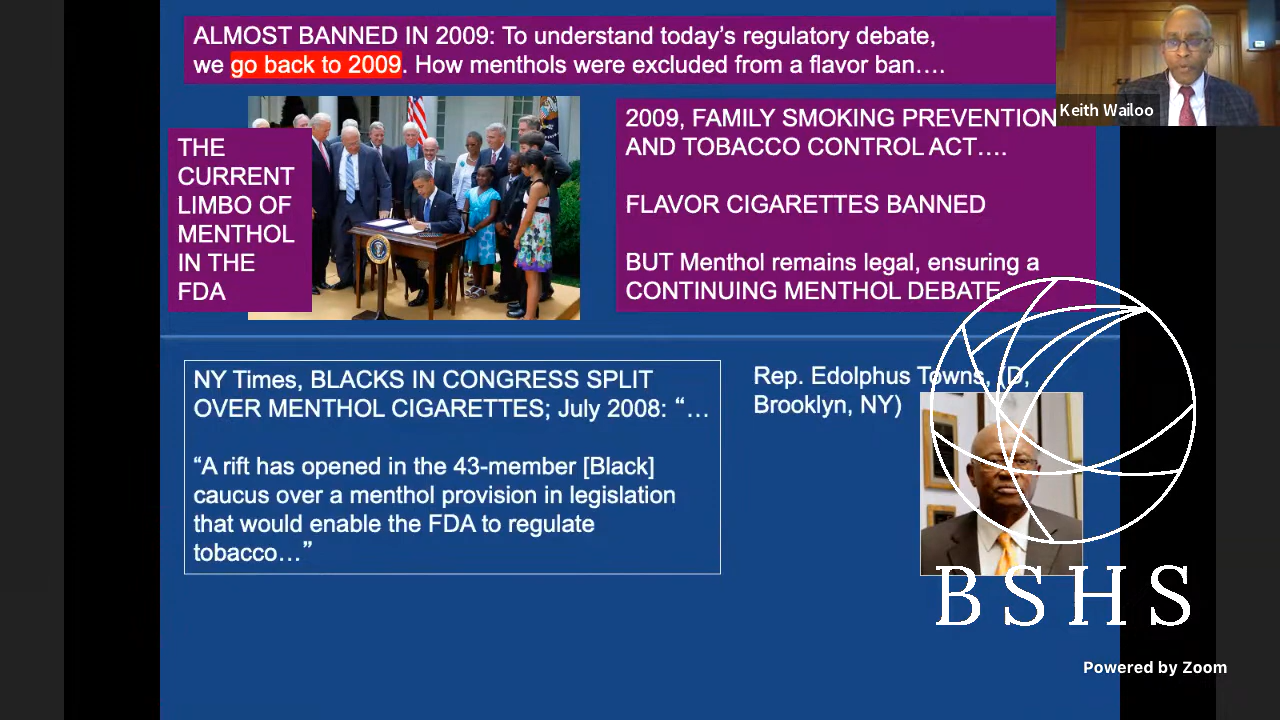 ALMOST BANNED IN 2009: To understand today’s regulatory debate,
we go back to 2009. How menthols were excluded from a flavor ban....
Keith Wailoo
THE
CURRENT
LIMBO OF
MENTHOL
IN THE
FDA
2009, FAMILY SMOKING PREVENTION
AND TOBACCO CONTROL ACT....
FLAVOR CIGARETTES BANNED
BUT Menthol remains legal, ensuring a
CONTINUING MENTHOL DEBATE
NY Times, BLACKS IN CONGRESS SPLIT
OVER MENTHOL CIGARETTES; July 2008: “…
“A rift has opened in the 43-member [Black]
caucus over a menthol provision in legislation
that would enable the FDA to regulate
tobacco…”
Rep. Edolphus Towns, (D,
Brooklyn, NY)
BSHS
Powered by Zoom